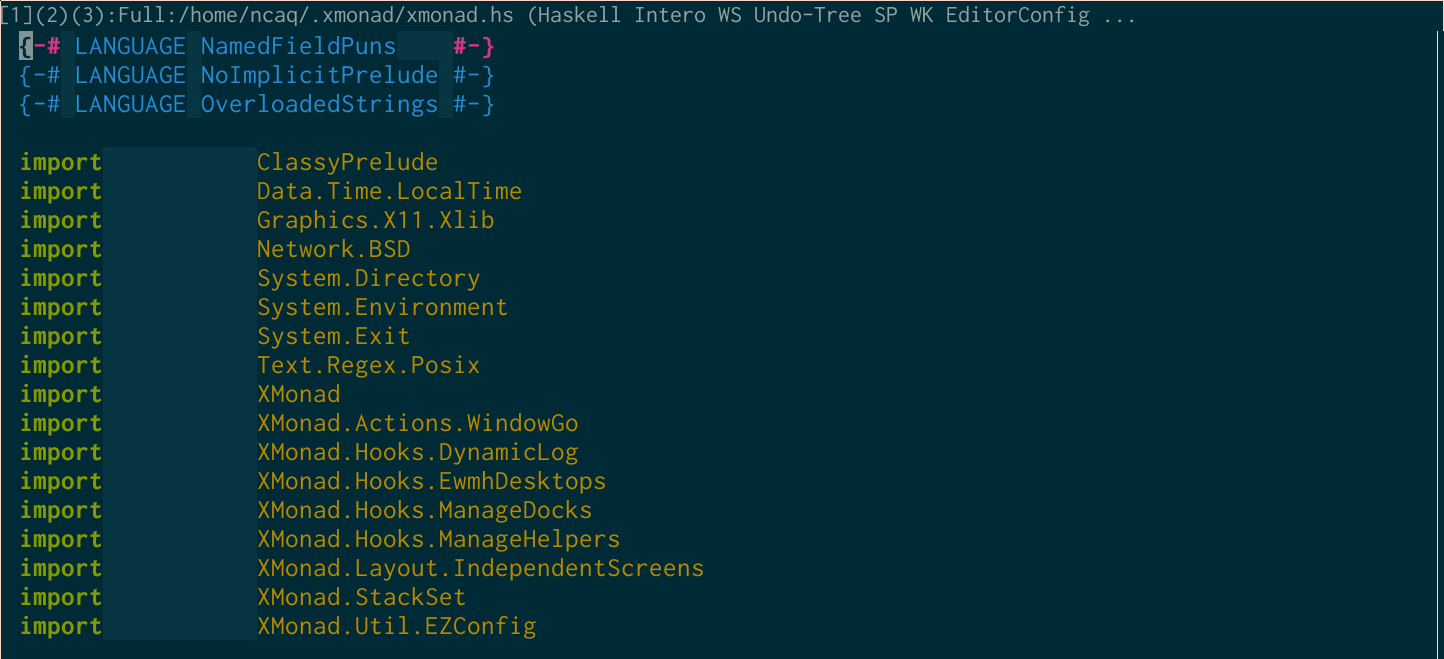 [1](2)(3):Full:/home/ncaq/.xmonad/xmonad.hs (Haskell Intero WS Undo-Tree SP WK EditorConfig ...
{-# LANGUAGE NamedFieldPuns    #-}
{-# LANGUAGE NoImplicitPrelude #-}
{-# LANGUAGE OverloadedStrings #-}
import           ClassyPrelude
import           Data.Time.LocalTime
import           Graphics.X11.Xlib
import           Network.BSD
import           System.Directory
import           System.Environment
import           System.Exit
import           Text.Regex.Posix
import           XMonad
import           XMonad.Actions.WindowGo
import           XMonad.Hooks.DynamicLog
import           XMonad.Hooks.EwmhDesktops
import           XMonad.Hooks.ManageDocks
import           XMonad.Hooks.ManageHelpers
import           XMonad.Layout.IndependentScreens
import           XMonad.StackSet
import           XMonad.Util.EZConfig